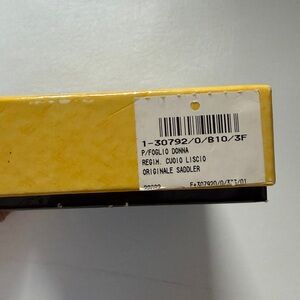 1-30792/0/B10/3F
P/FOGLIO DONNA
REGIM. CUOIO LISCIO
ORIGINALE SADDLER